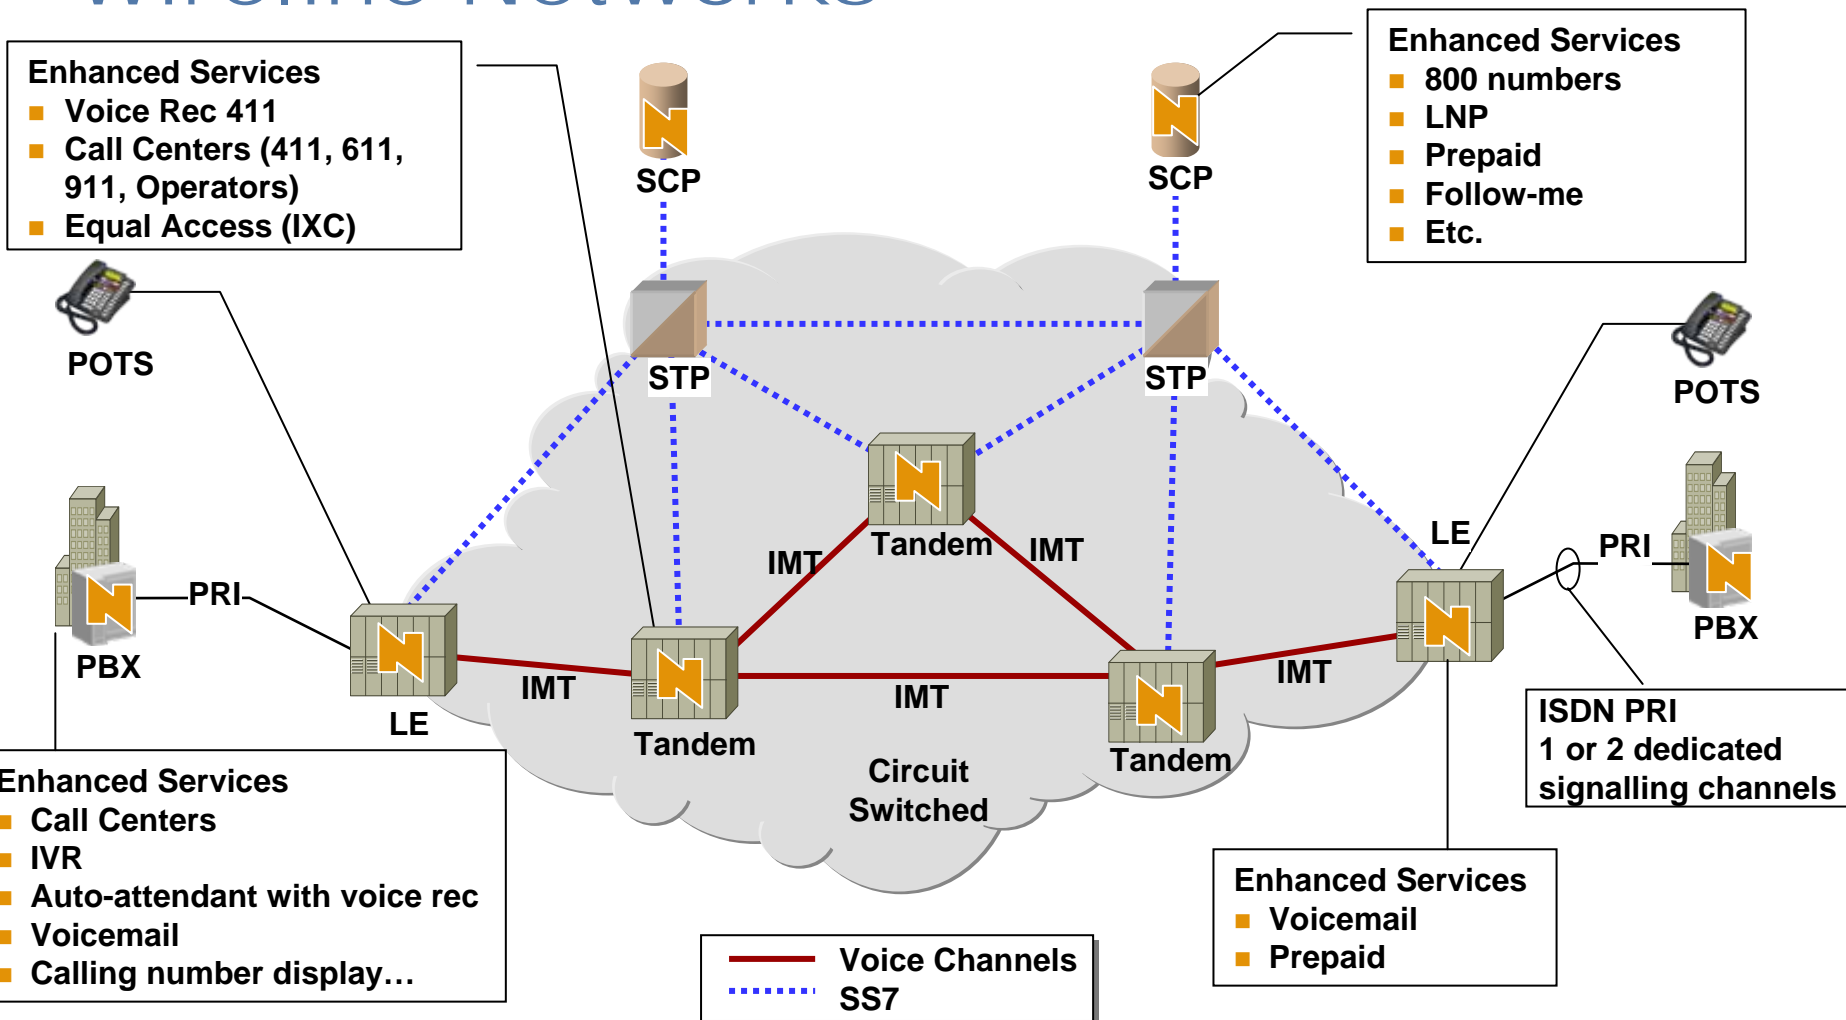 Wireline Networks
Enhanced Services
Voice Rec 411
Call Centers (411, 611,
911, Operators)
Equal Access (IXC)
SCP
SCP
Enhanced Services
800 numbers
LNP
Prepaid
Follow-me
Etc.
POTS
STP
STP
POTS
Tandem
IMT
IMT
LE
PRI
PRI
PBX
LE
IMT
Tandem
IMT
Tandem
IMT
PBX
Circuit
Switched
ISDN PRI
1 or 2 dedicated
signalling channels
Enhanced Services
Call Centers
IVR
Auto-attendant with voice rec
Voicemail
Calling number display…
Enhanced Services
Voicemail
Prepaid
Voice Channels
SS7